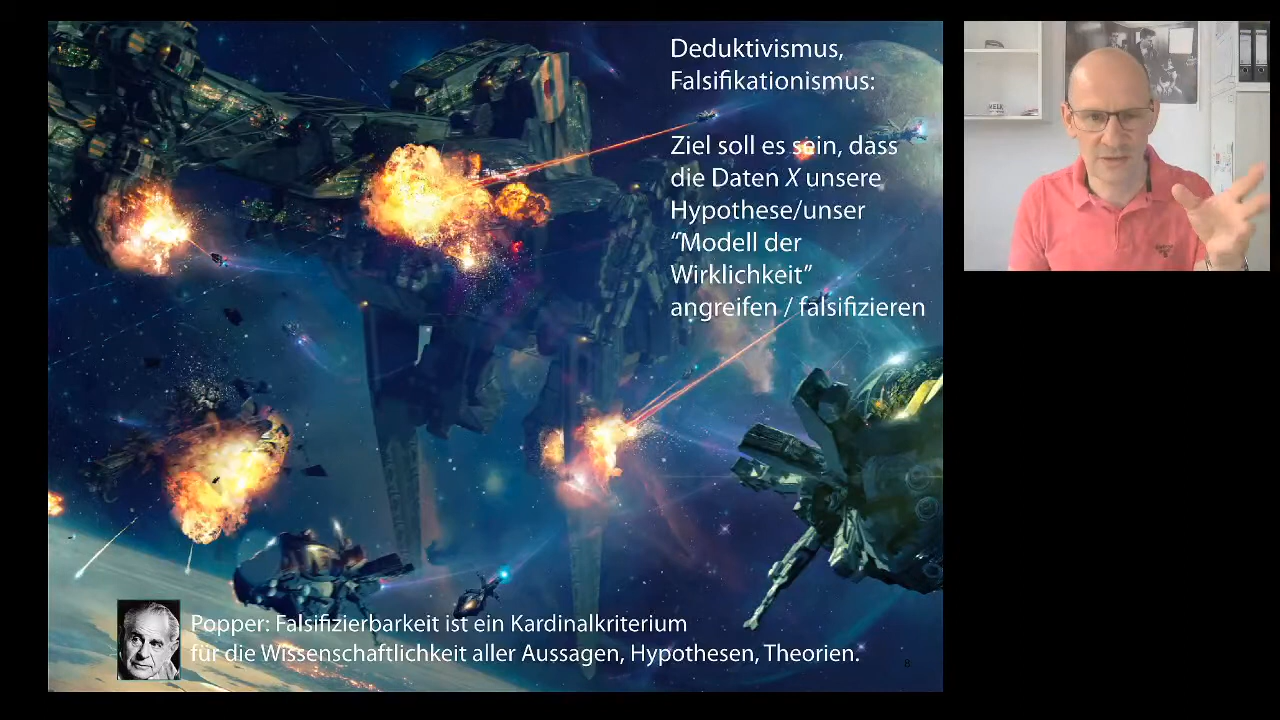 Deduktivismus,
Falsifikationismus:
Ziel soll es sein, dass
die Daten X unsere
Hypothese/unser
“Modell der
Wirklichkeit”
angreifen / falsifizieren
Popper: Falsifizierbarkeit ist ein Kardinalkriterium
für die Wissenschaftlichkeit aller Aussagen, Hypothesen, Theorien.
8